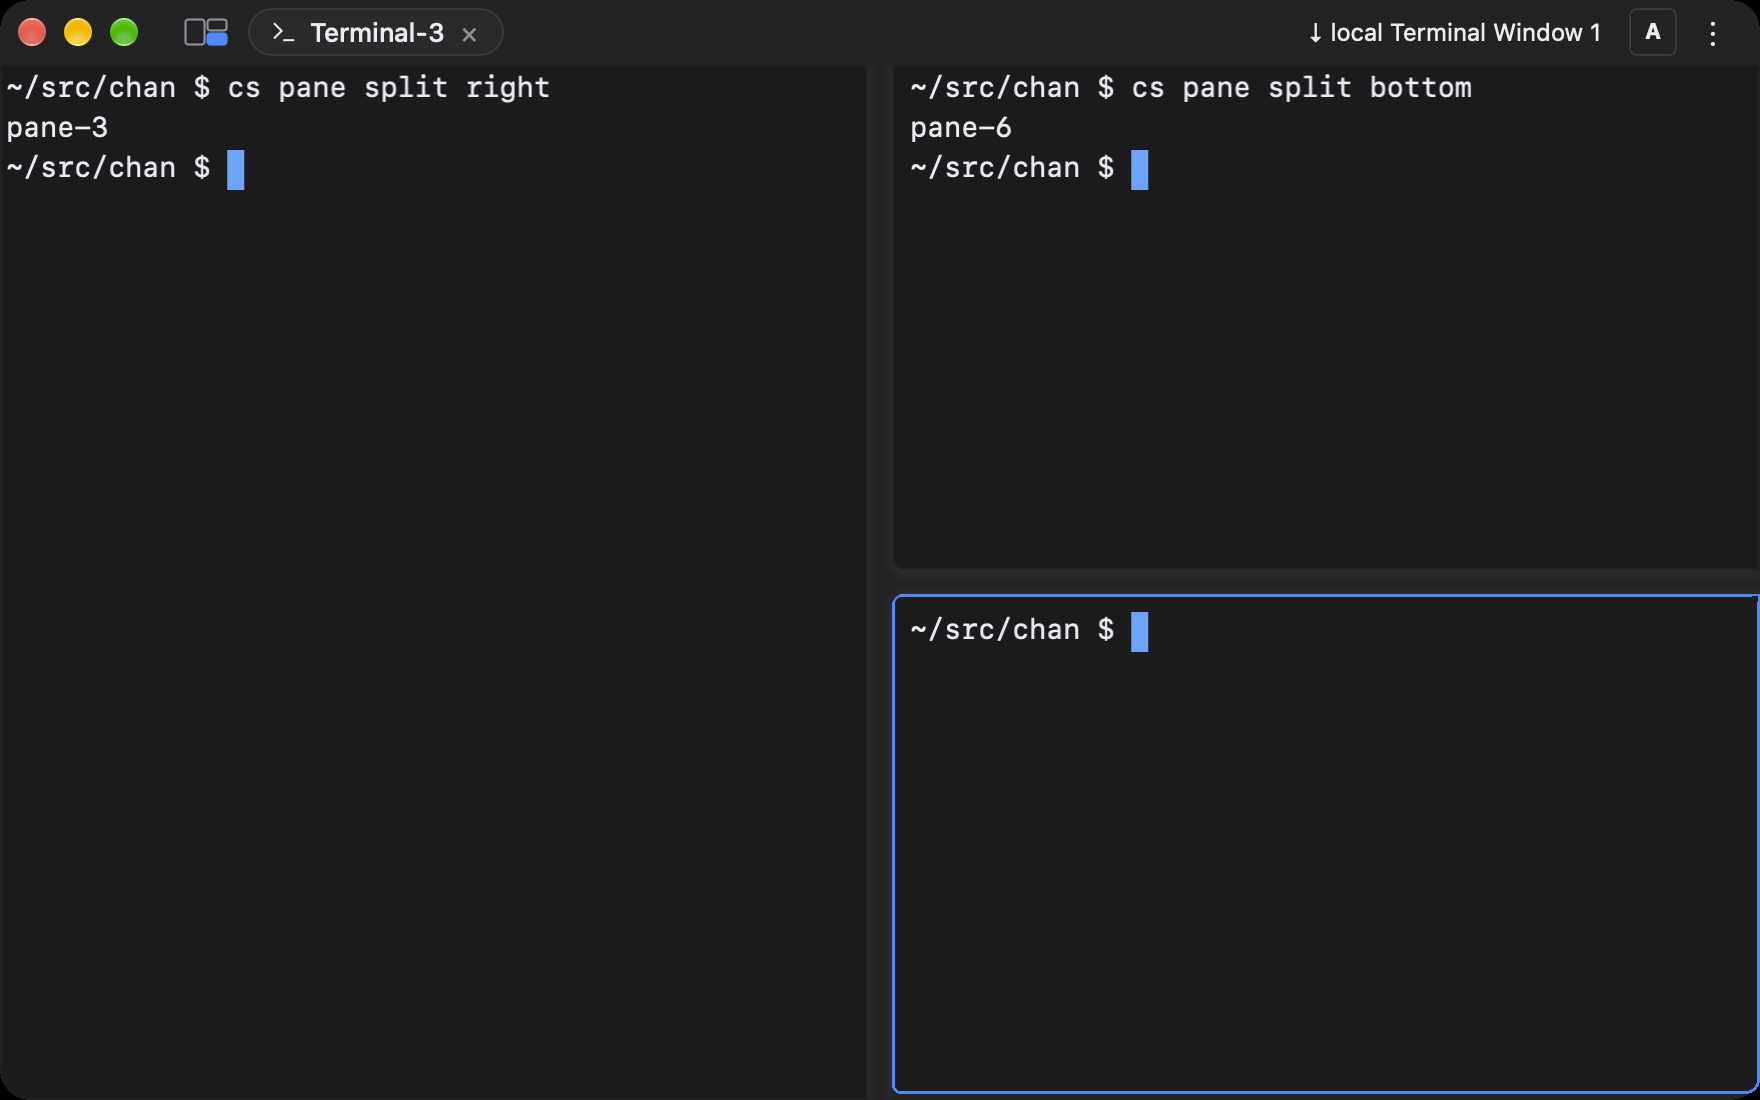 >_ Terminal-3 ×
↓ local Terminal Window 1
A
~/src/chan $ cs pane split right
pane-3
~/src/chan $
~/src/chan $ cs pane split bottom
pane-6
~/src/chan $
~/src/chan $